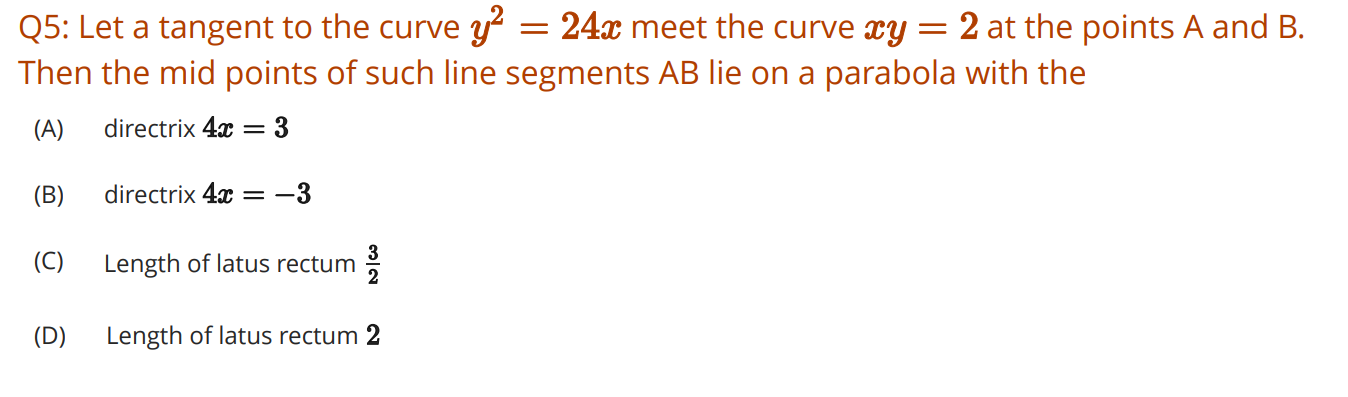 Q5: Let a tangent to the curve y² = 24x meet the curve xy = 2 at the points A and B.
Then the mid points of such line segments AB lie on a parabola with the
(A) directrix 4x = 3
(B) directrix 4x = −3
(C) Length of latus rectum 3/2
(D) Length of latus rectum 2